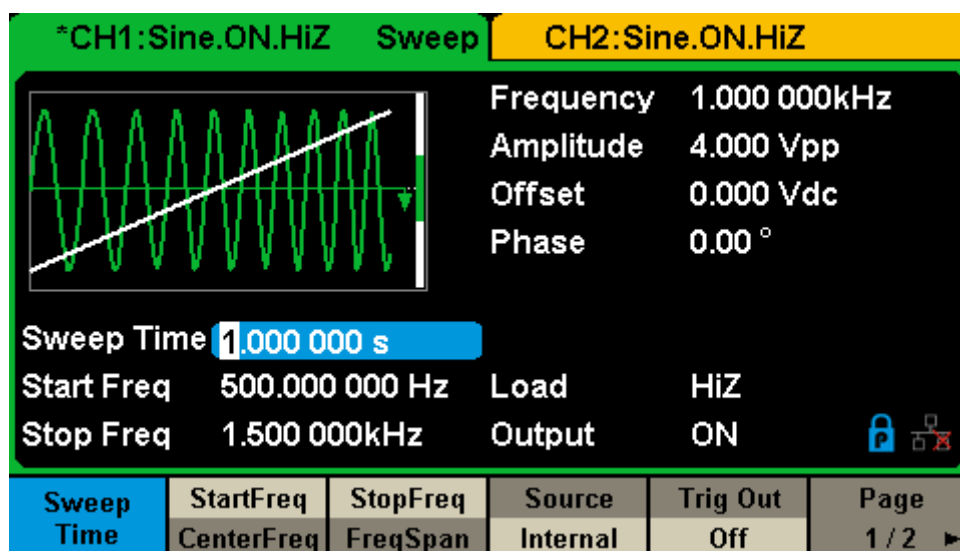 *CH1:Sine.ON.HiZ Sweep CH2:Sine.ON.HiZ
Frequency 1.000 000kHz
Amplitude 4.000 Vpp
Offset 0.000 Vdc
Phase 0.00 °
Sweep Time 1.000 000 s
Start Freq 500.000 000 Hz Load HiZ
Stop Freq 1.500 000kHz Output ON P
Sweep Time StartFreq StopFreq Source Trig Out Page
CenterFreq FreqSpan Internal Off 1/2 ►